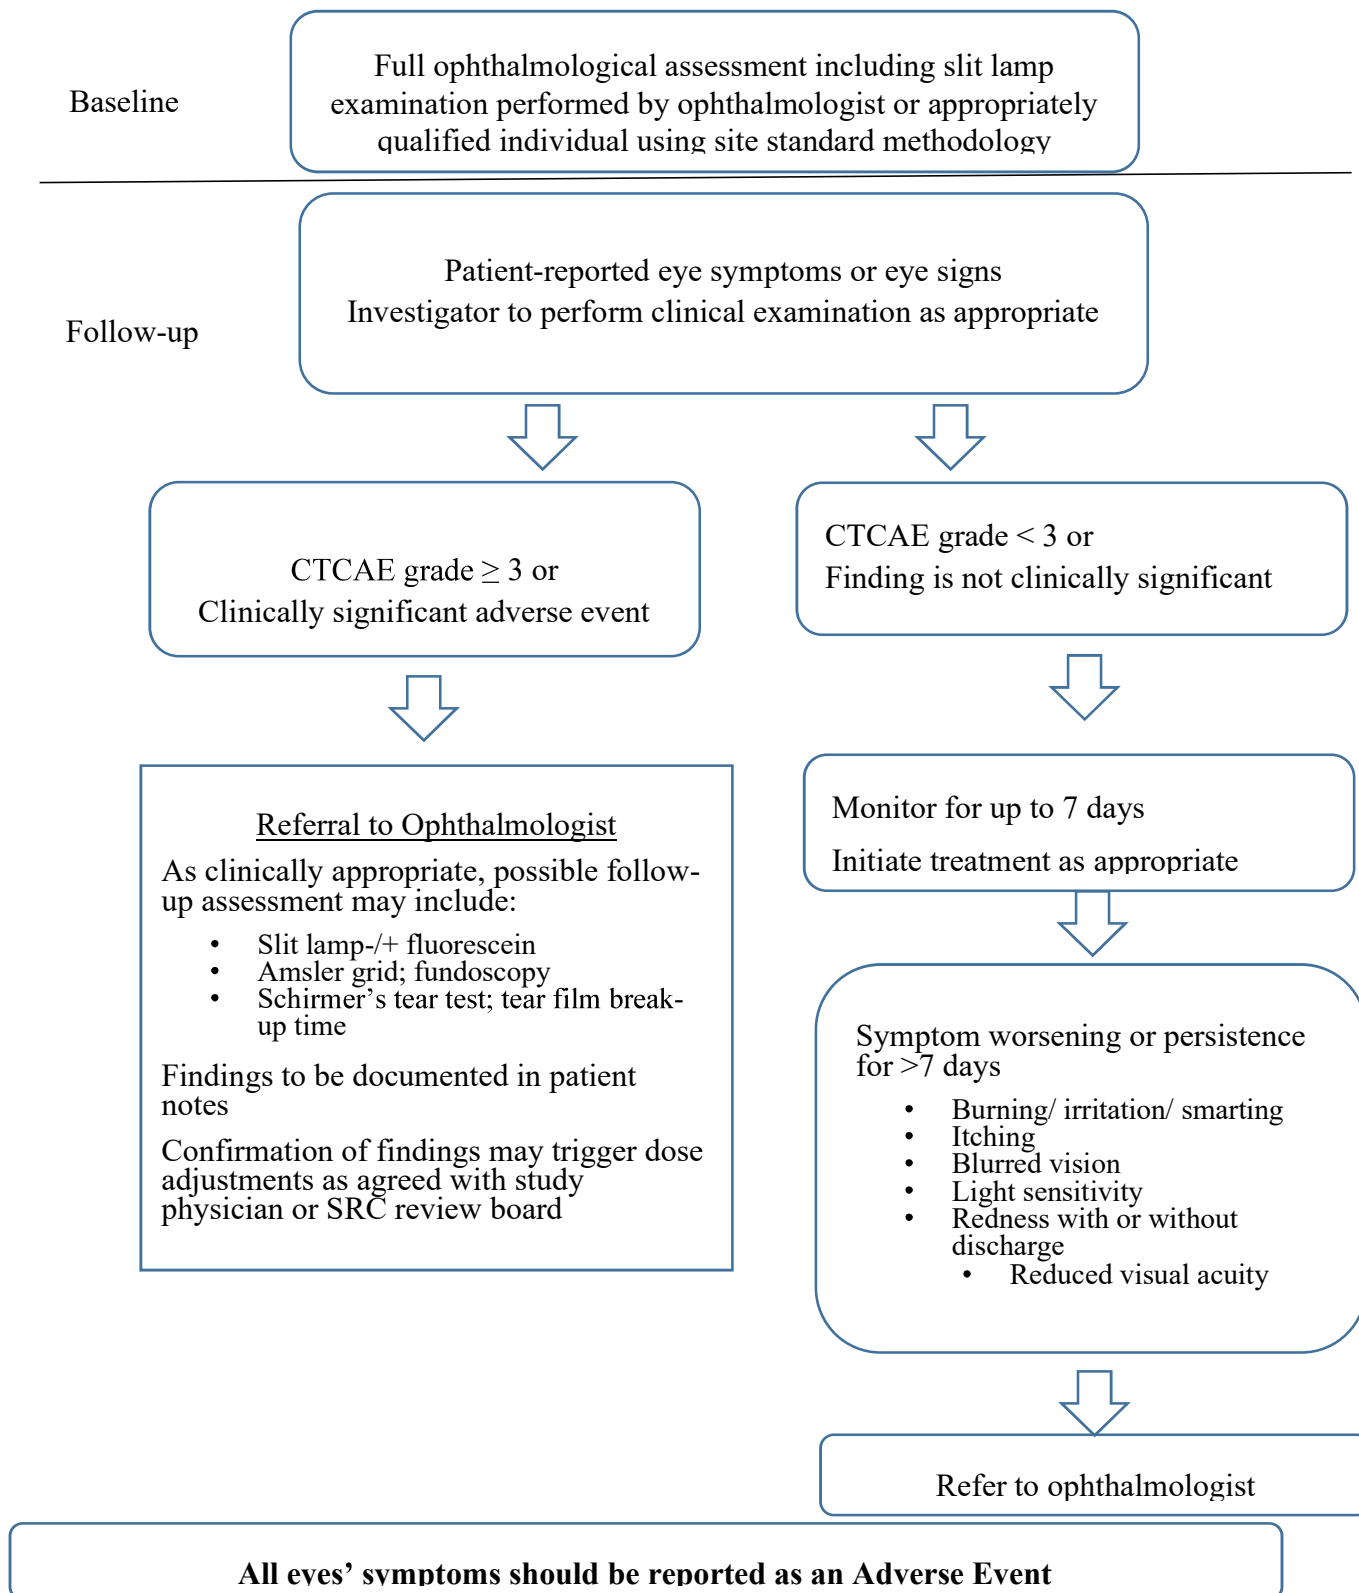 Baseline
Full ophthalmological assessment including slit lamp
examination performed by ophthalmologist or appropriately
qualified individual using site standard methodology
Follow-up
Patient-reported eye symptoms or eye signs
Investigator to perform clinical examination as appropriate
CTCAE grade ≥ 3 or
Clinically significant adverse event
CTCAE grade < 3 or
Finding is not clinically significant
Referral to Ophthalmologist
As clinically appropriate, possible follow-
up assessment may include:
• Slit lamp-/+ fluorescein
• Amsler grid; fundoscopy
• Schirmer’s tear test; tear film break-
up time
Findings to be documented in patient
notes
Confirmation of findings may trigger dose
adjustments as agreed with study
physician or SRC review board
Monitor for up to 7 days
Initiate treatment as appropriate
Symptom worsening or persistence
for >7 days
• Burning/ irritation/ smarting
• Itching
• Blurred vision
• Light sensitivity
• Redness with or without
discharge
• Reduced visual acuity
Refer to ophthalmologist
All eyes’ symptoms should be reported as an Adverse Event